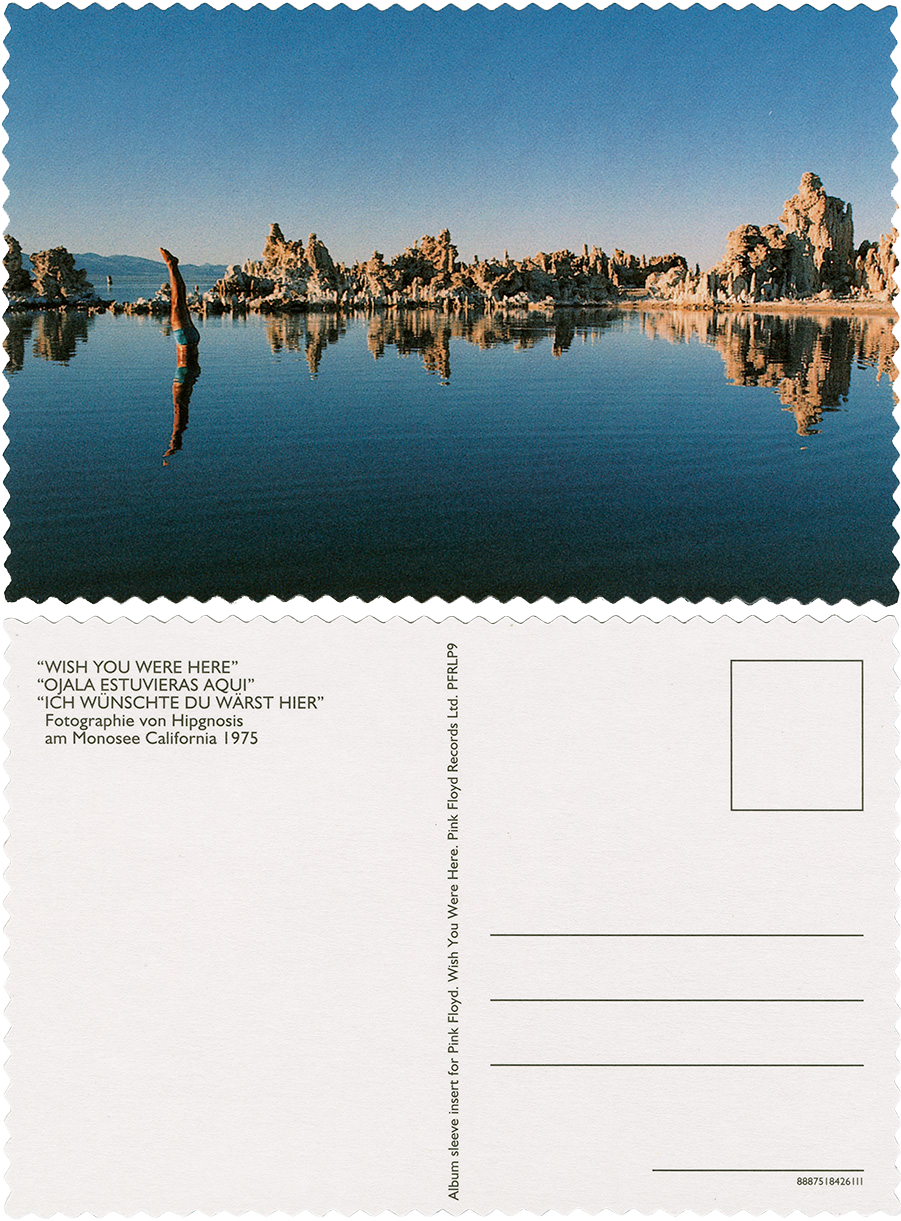 “WISH YOU WERE HERE”
“OJALA ESTUVIERAS AQUI”
“ICH WÜNSCHTE DU WÄRST HIER”
Fotographie von Hipgnosis
am Monosee California 1975
Album sleeve insert for Pink Floyd. Wish You Were Here. Pink Floyd Records Ltd. PFRLP9
88875184261II